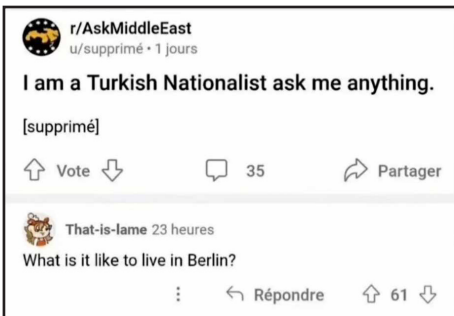 r/AskMiddleEast
u/supprimé • 1 jours
I am a Turkish Nationalist ask me anything.
[supprimé]
Vote 35 Partager
That-is-lame 23 heures
What is it like to live in Berlin?
Répondre 61